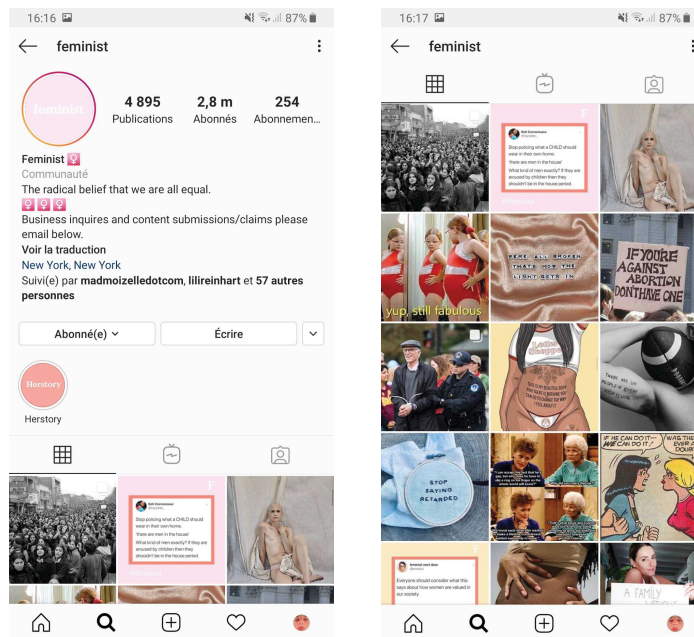 16:16
87%
feminist
feminist
4 895
2,8 m
254
Publications
Abonnés
Abonnemen...
Feminist
Communauté
The radical belief that we are all equal.
Business inquires and content submissions/claims please
email below.
Voir la traduction
New York, New York
Suivi(e) par madmoizelledotcom, lilireinhart et 57 autres
personnes
Abonné(e)
Écrire
Herstory
Herstory
F
Stop policing what a CHILD should
wear in their own home.
'there are men in the house'
What kind of men exactly? If they are
aroused by children then they
shouldn't be in the house period.
16:17
87%
feminist
F
Stop policing what a CHILD should
wear in their own home.
'there are men in the house'
What kind of men exactly? If they are
aroused by children then they
shouldn't be in the house period.
yup, still fabulous
THATS HOW THE
LIGHT GETS IN
IF YOU'RE
AGAINST
ABORTION
DONT HAVE ONE
STOP
SAYING
RETARDED
IF HE CAN DO IT--
WE CAN DO IT!
feminist next door
Everyone should consider what this
says about how women are valued in
our society.
A FAMILY